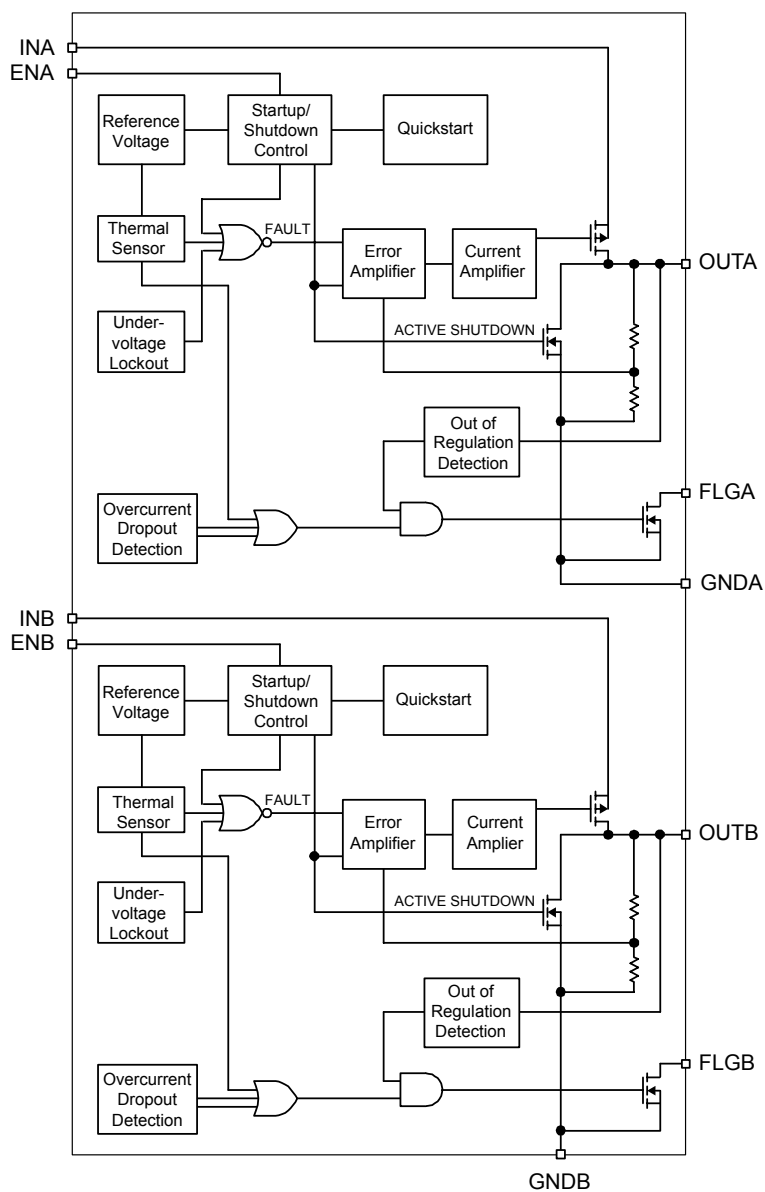 INA
ENA
Reference
Voltage
Startup/
Shutdown
Control
Quickstart
Thermal
Sensor
FAULT
Error
Amplifier
Current
Amplifier
OUTA
Under-
voltage
Lockout
ACTIVE SHUTDOWN
Out of
Regulation
Detection
Overcurrent
Dropout
Detection
FLGA
GNDA
INB
ENB
Reference
Voltage
Startup/
Shutdown
Control
Quickstart
Thermal
Sensor
FAULT
Error
Amplifier
Current
Amplier
OUTB
Under-
voltage
Lockout
ACTIVE SHUTDOWN
Out of
Regulation
Detection
Overcurrent
Dropout
Detection
FLGB
GNDB